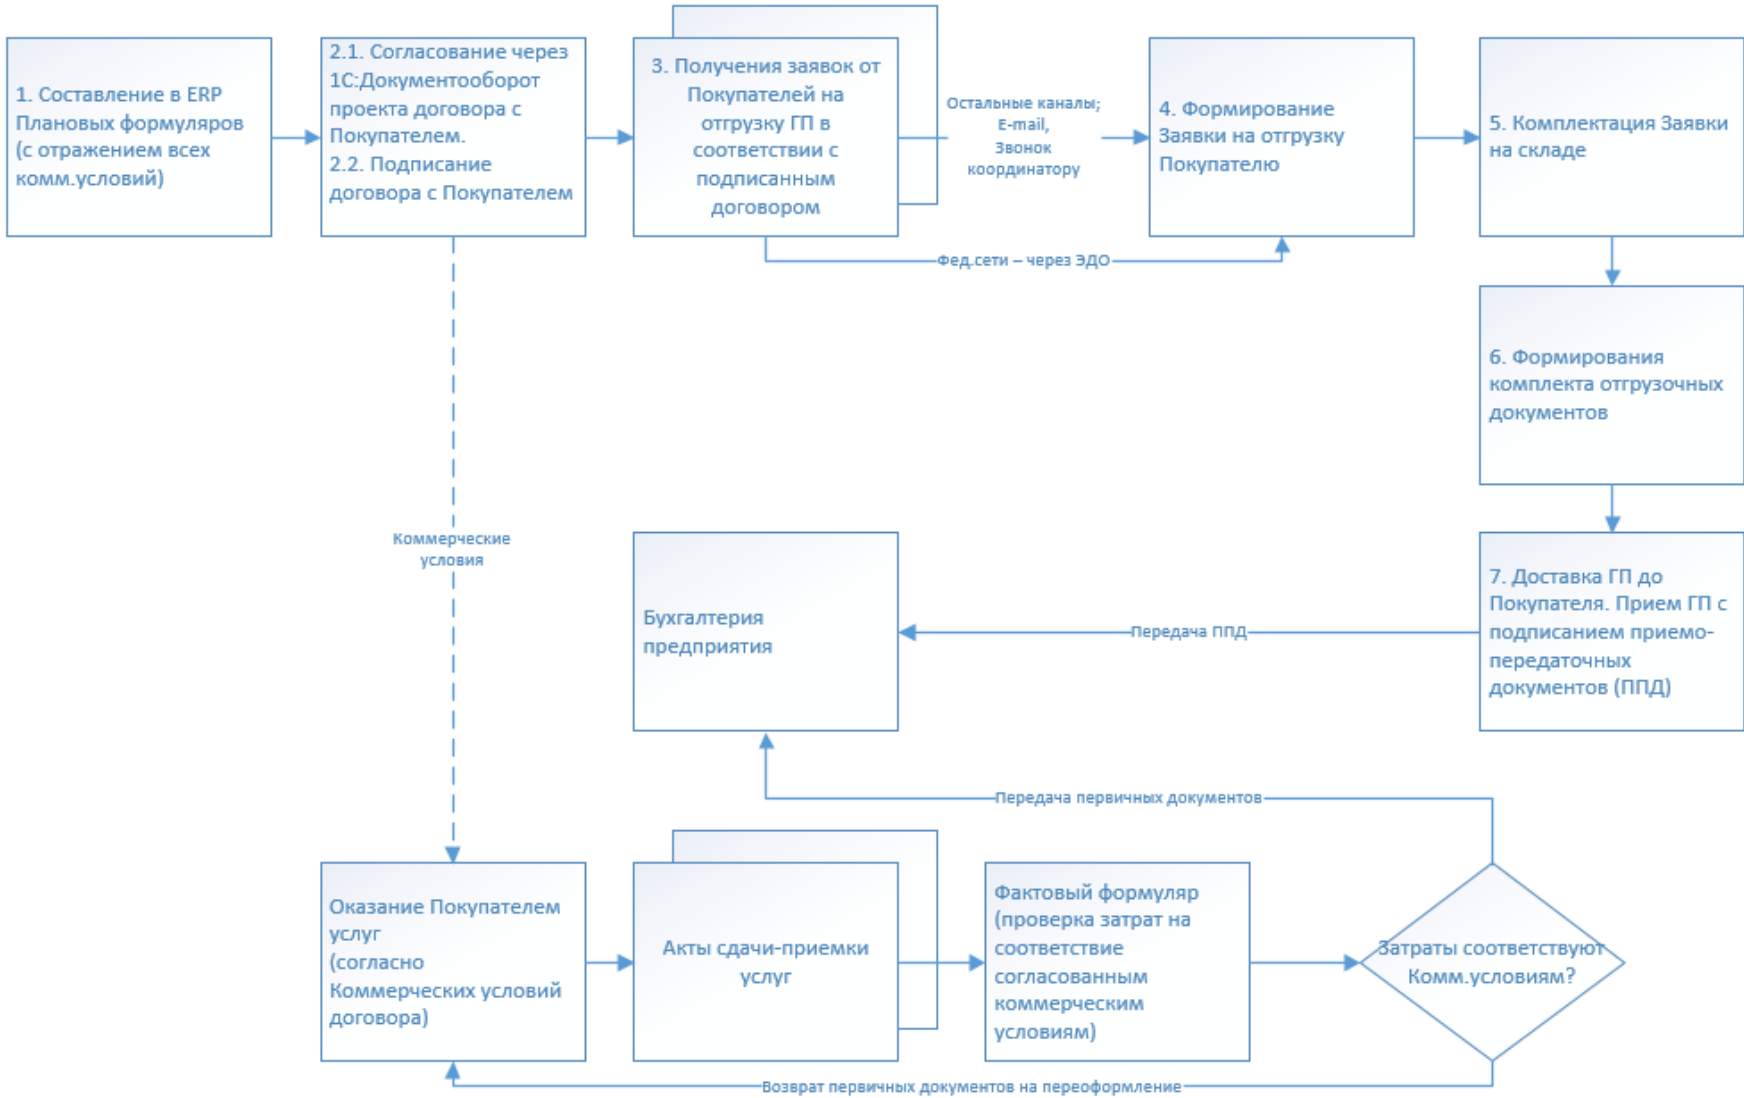 1. Составление в ERP
Плановых формуляров
(с отражением всех
комм.условий)
2.1. Согласование через
1С:Документооборот
проекта договора с
Покупателем.
2.2. Подписание
договора с Покупателем
3. Получения заявок от
Покупателей на
отгрузку ГП в
соответствии с
подписанным
договором
Остальные каналы;
E-mail,
Звонок
координатору
4. Формирование
Заявки на отгрузку
Покупателю
5. Комплектация Заявки
на складе
Фед.сети – через ЭДО
6. Формирования
комплекта отгрузочных
документов
Коммерческие
условия
Бухгалтерия
предприятия
Передача ППД
7. Доставка ГП до
Покупателя. Прием ГП с
подписанием приемо-
передаточных
документов (ППД)
Передача первичных документов
Оказание Покупателем
услуг
(согласно
Коммерческих условий
договора)
Акты сдачи-приемки
услуг
Фактовый формуляр
(проверка затрат на
соответствие
согласованным
коммерческим
условиям)
Затраты соответствуют
Комм.условиям?
Возврат первичных документов на переоформление